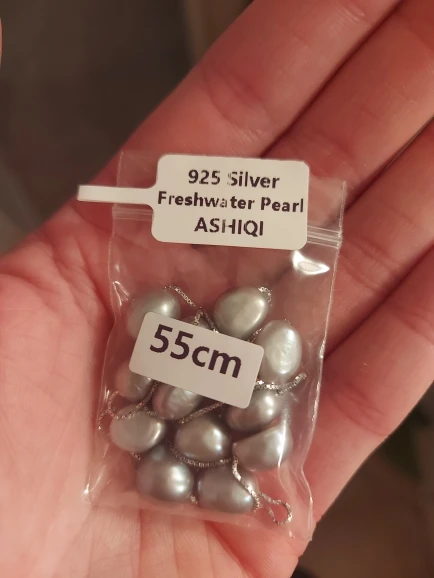 925 Silver
Freshwater Pearl
ASHIQI
55cm